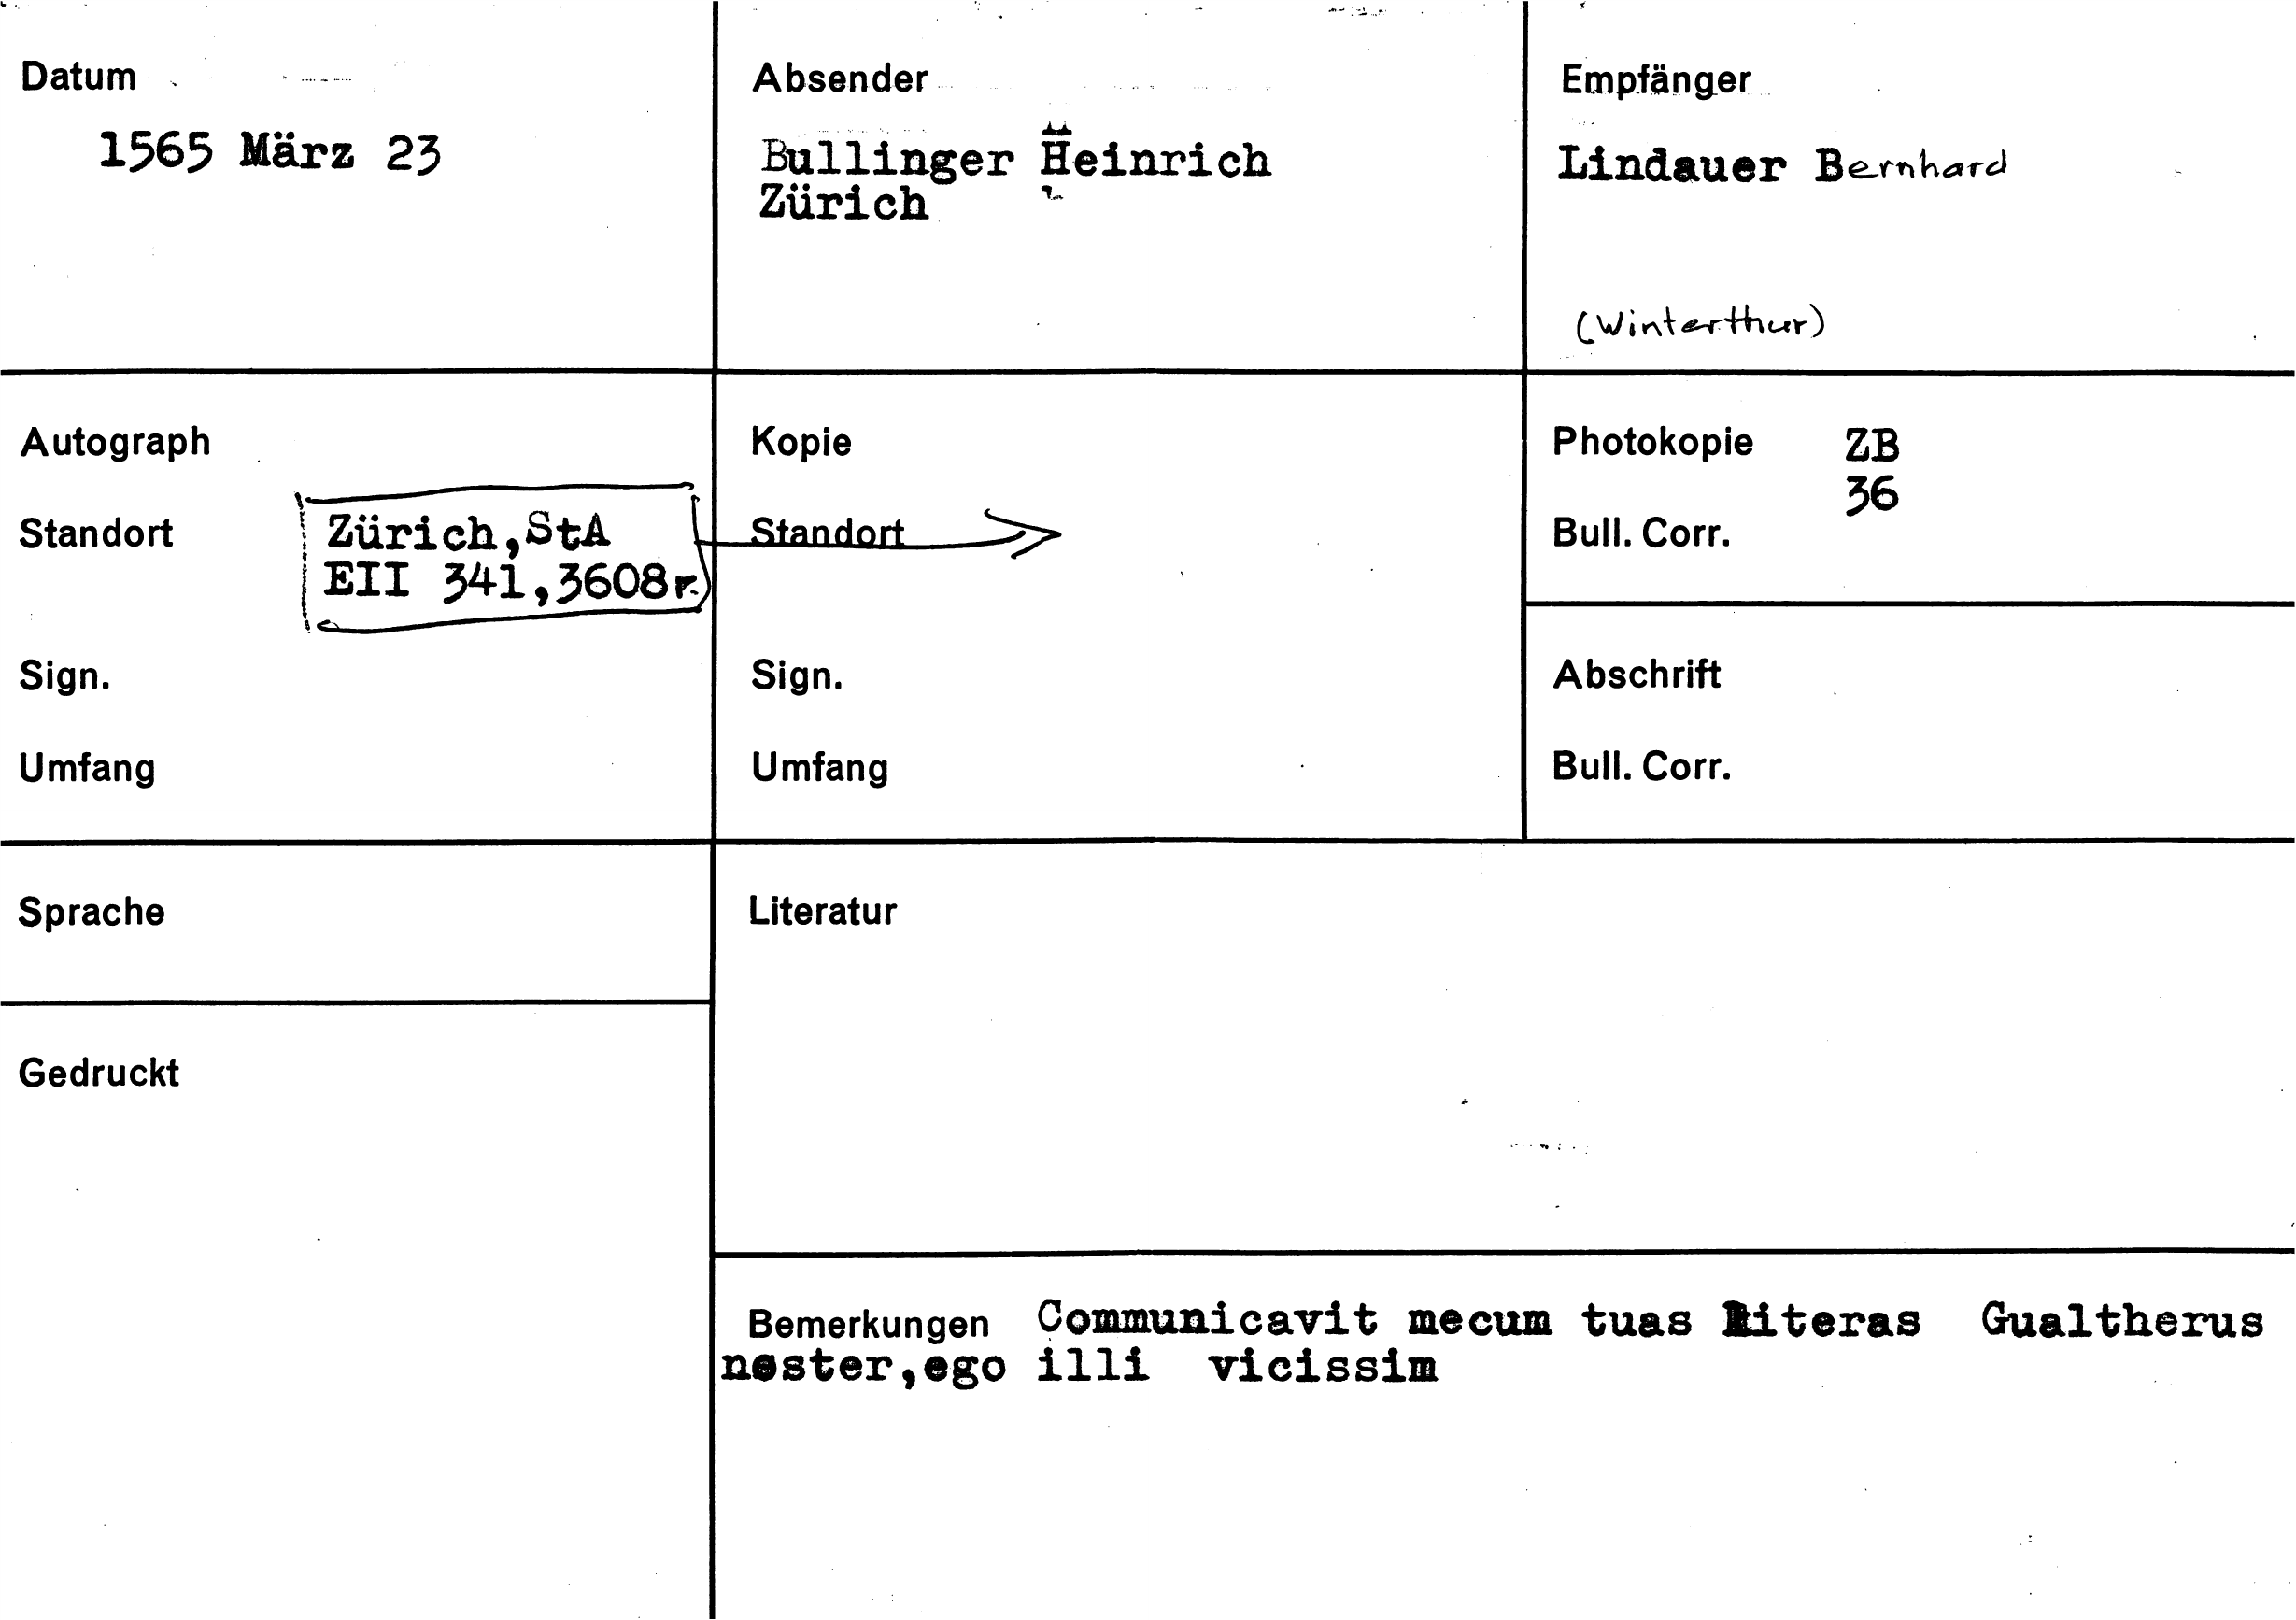 Datum
1565 März 23
Absender
Bullinger Heinrich
Zürich
Empfänger
Lindauer Bernhard
(Winterthur)
Autograph
Standort
Zürich,StA
EII 341,3608r.
Sign.
Umfang
Kopie
Standort
Sign.
Umfang
Photokopie ZB
36
Bull. Corr.
Abschrift
Bull. Corr.
Sprache
Literatur
Gedruckt
Bemerkungen Communicavit mecum tuas literas Gualtherus
noster,ego illi vicissim